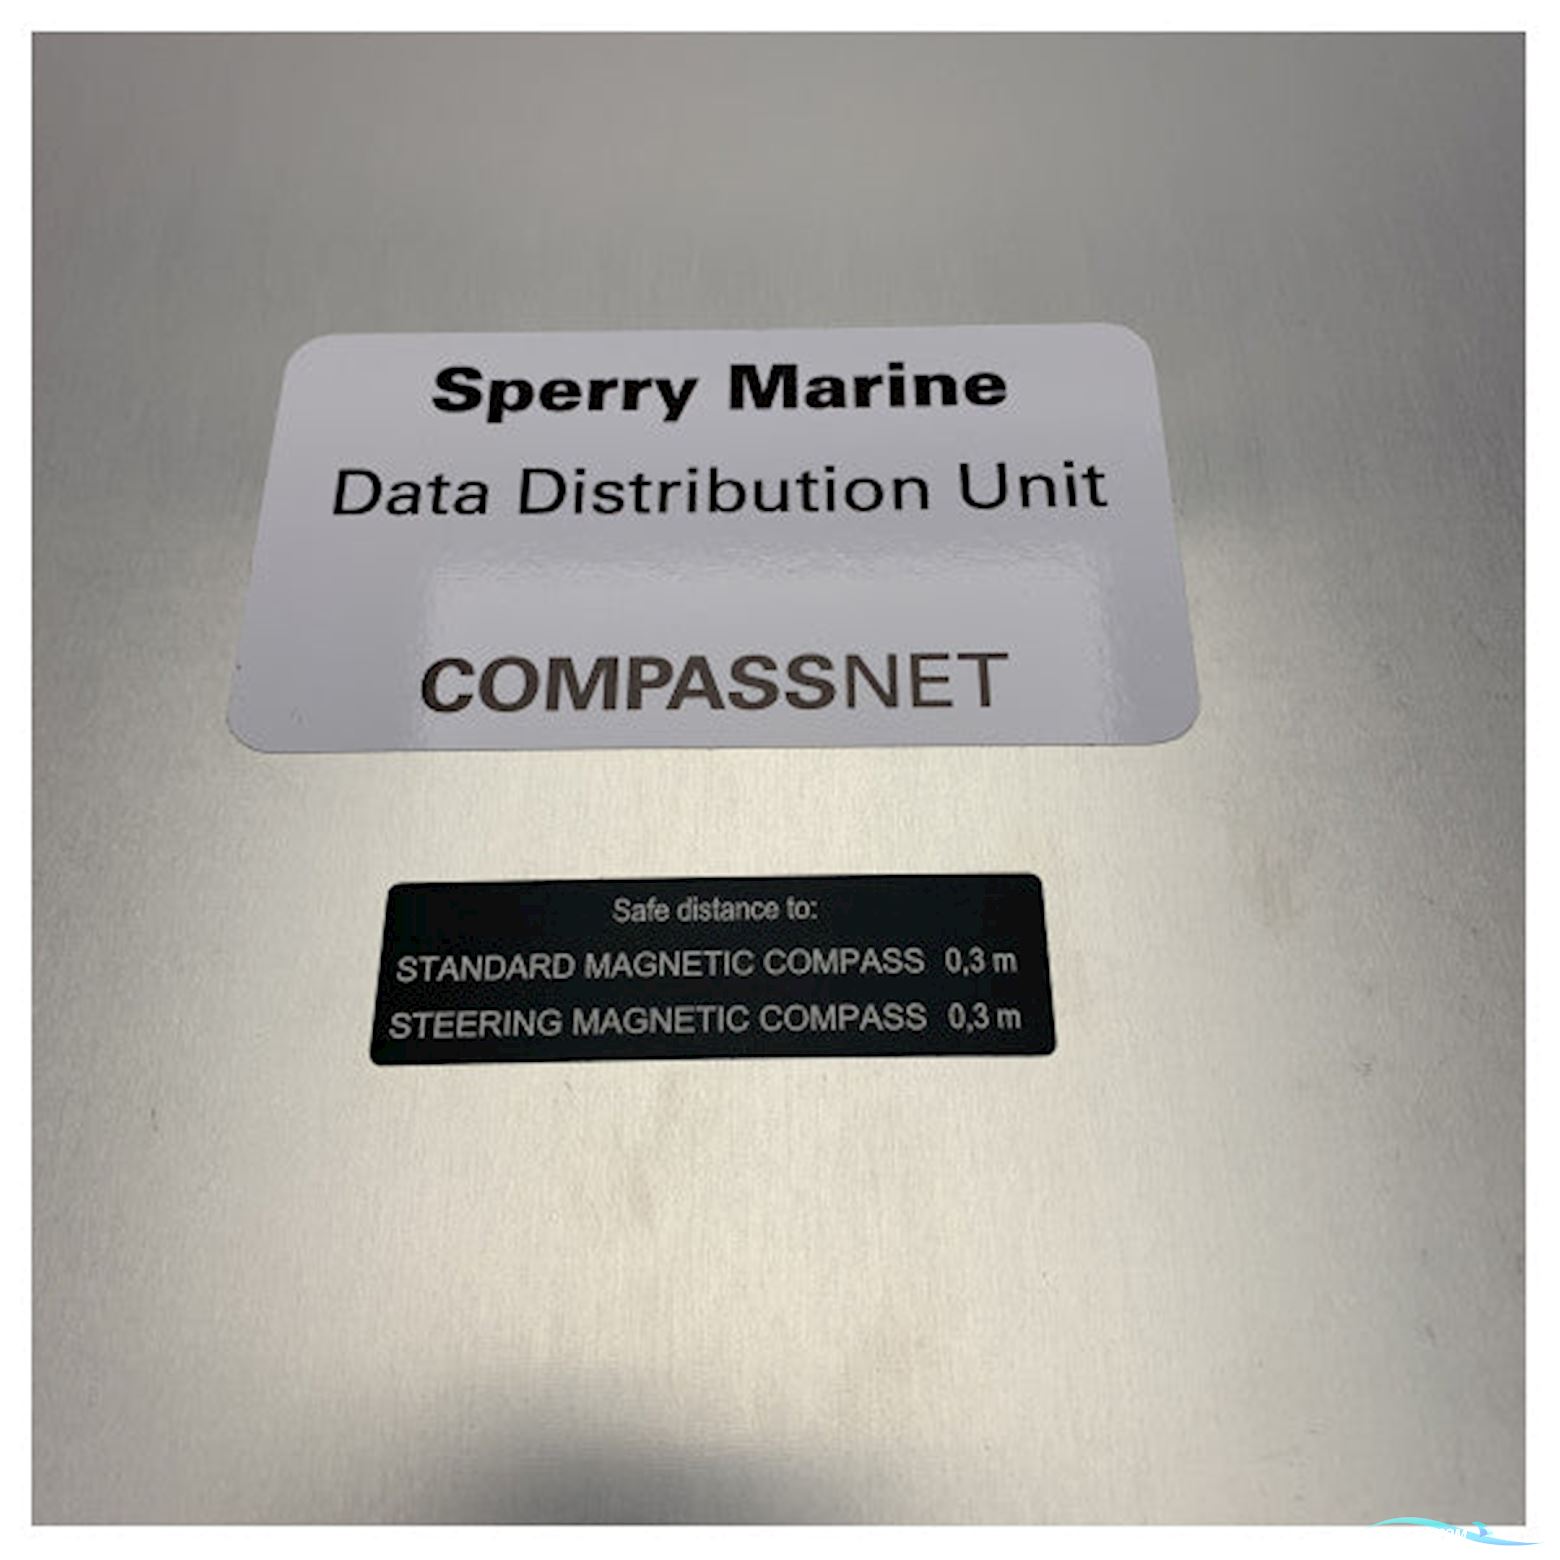 Sperry Marine
Data Distribution Unit
COMPASSNET
Safe distance to:
STANDARD MAGNETIC COMPASS 0,3 m
STEERING MAGNETIC COMPASS 0,3 m